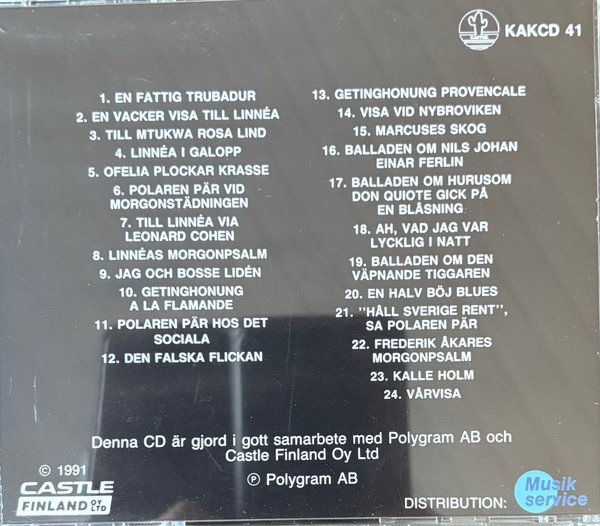 KAKTUS
KAKCD 41
1. EN FATTIG TRUBADUR
2. EN VACKER VISA TILL LINNÉA
3. TILL MTUKWA ROSA LIND
4. LINNÉA I GALOPP
5. OFELIA PLOCKAR KRASSE
6. POLAREN PÄR VID
MORGONSTÄDNINGEN
7. TILL LINNÉA VIA
LEONARD COHEN
8. LINNÉAS MORGONPSALM
9. JAG OCH BOSSE LIDÉN
10. GETINGHONUNG
A LA FLAMANDE
11. POLAREN PÄR HOS DET
SOCIALA
12. DEN FALSKA FLICKAN
13. GETINGHONUNG PROVENCALE
14. VISA VID NYBROVIKEN
15. MARCUSES SKOG
16. BALLADEN OM NILS JOHAN
EINAR FERLIN
17. BALLADEN OM HURUSOM
DON QUIOTE GICK PÅ
EN BLÅSNING
18. AH, VAD JAG VAR
LYCKLIG I NATT
19. BALLADEN OM DEN
VÄPNANDE TIGGAREN
20. EN HALV BÖJ BLUES
21. "HÅLL SVERIGE RENT",
SA POLAREN PÄR
22. FREDERIK ÅKARES
MORGONPSALM
23. KALLE HOLM
24. VÅRVISA
Denna CD är gjord i gott samarbete med Polygram AB och
Castle Finland Oy Ltd
℗ Polygram AB
© 1991
CASTLE
FINLAND OY LTD
DISTRIBUTION:
Musik
service